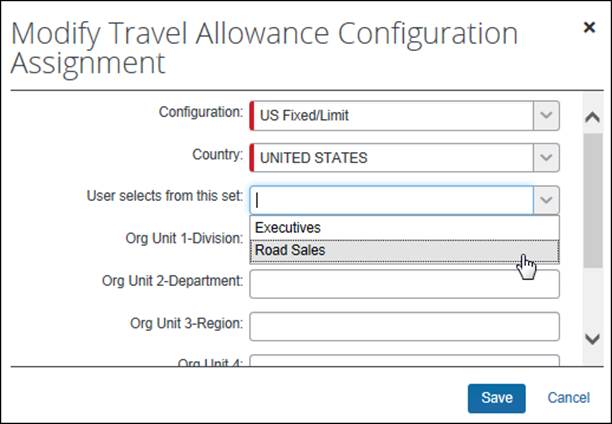 Modify Travel Allowance Configuration
Assignment
Configuration: US Fixed/Limit
Country: UNITED STATES
User selects from this set:
Executives
Org Unit 1-Division:
Road Sales
Org Unit 2-Department:
Org Unit 3-Region:
Org Unit 4:
Save Cancel